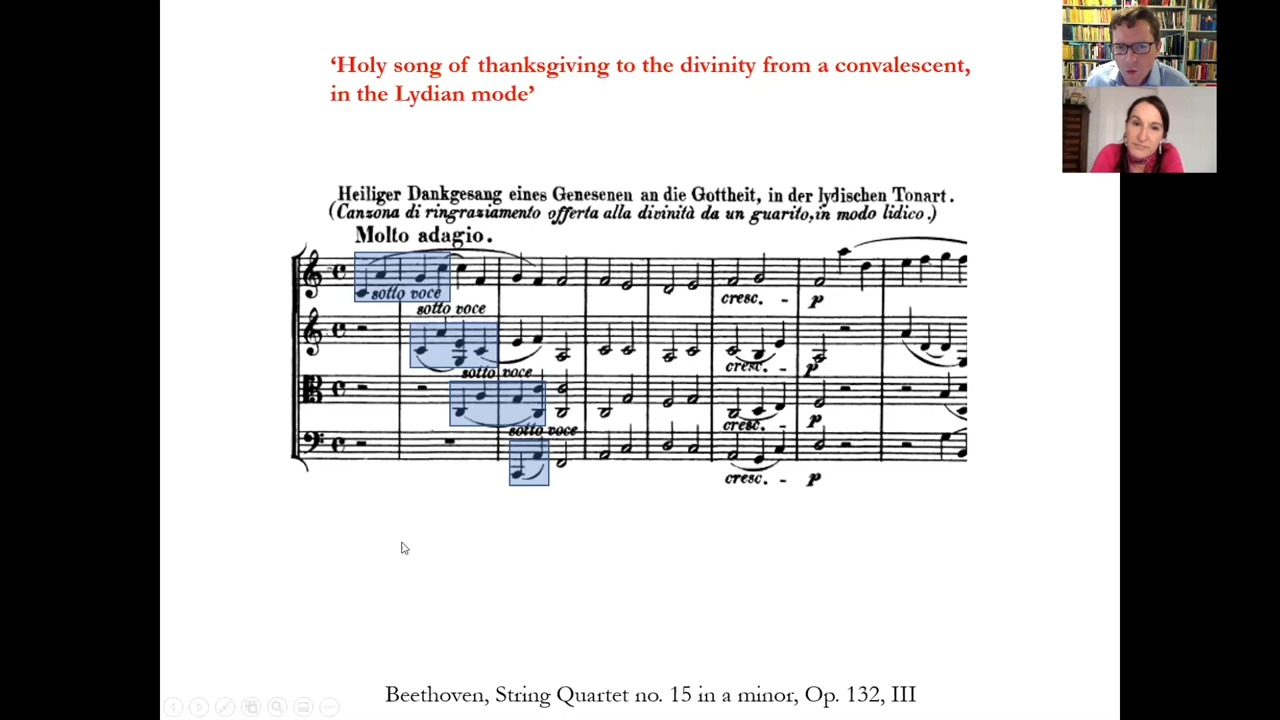 ‘Holy song of thanksgiving to the divinity from a convalescent,
in the Lydian mode’
Heiliger Dankgesang eines Genesenen an die Gottheit, in der lydischen Tonart.
(Canzona di ringraziamento offerta alla divinità da un guarito, in modo lidico.)
Molto adagio.
sotto voce
sotto voce
cresc. - p
sotto voce
cresc. - p
sotto voce
cresc. - p
cresc. - p
Beethoven, String Quartet no. 15 in a minor, Op. 132, III